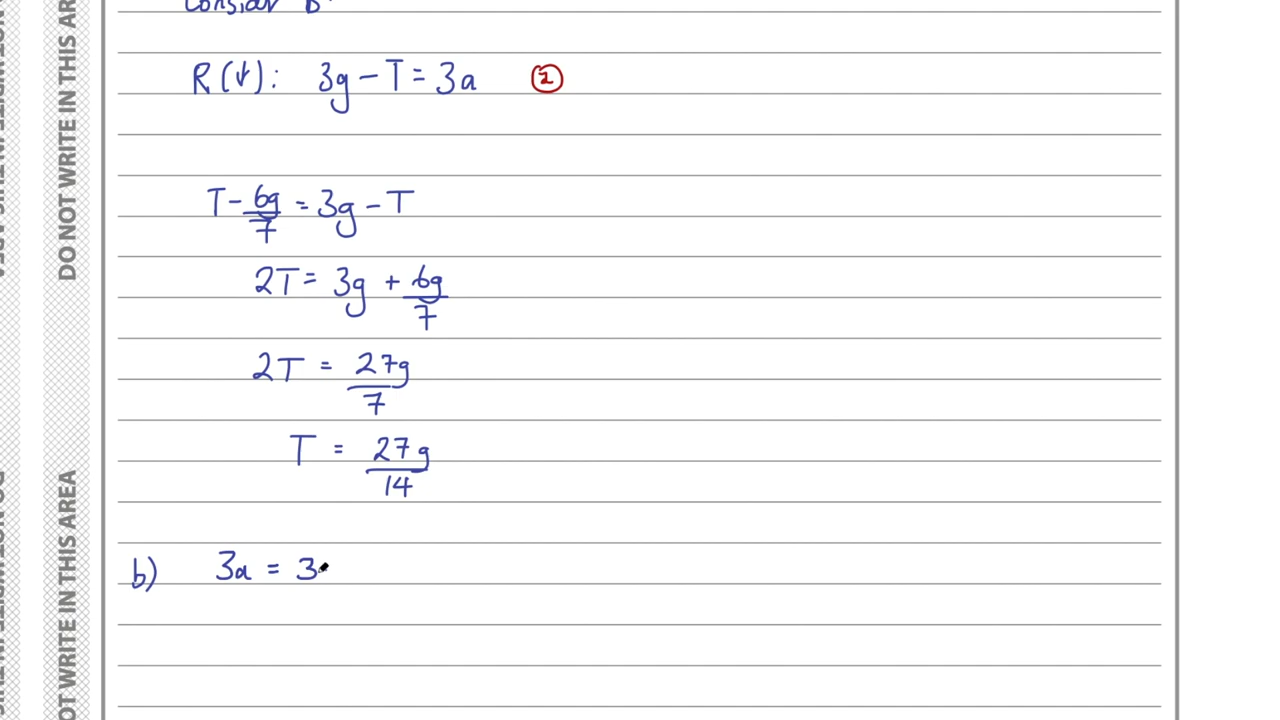 Consider B
R(↓): 3g - T = 3a ②
T - 6g/7 = 3g - T
2T = 3g + 6g/7
2T = 27g/7
T = 27g/14
b) 3a = 3
DO NOT WRITE IN THIS AREA
NOT WRITE IN THIS AREA